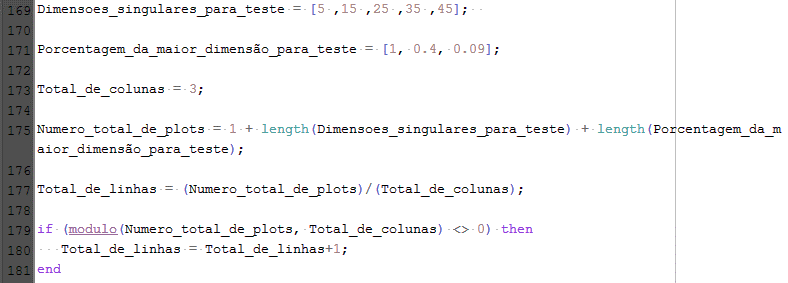 169 Dimensoes_singulares_para_teste = [5 ,15 ,25 ,35 ,45];
170
171 Porcentagem_da_maior_dimensão_para_teste = [1, 0.4, 0.09];
172
173 Total_de_colunas = 3;
174
175 Numero_total_de_plots = 1 + length(Dimensoes_singulares_para_teste) + length(Porcentagem_da_m
aior_dimensão_para_teste);
176
177 Total_de_linhas = (Numero_total_de_plots)/(Total_de_colunas);
178
179 if (modulo(Numero_total_de_plots, Total_de_colunas) <> 0) then
180    Total_de_linhas = Total_de_linhas+1;
181 end